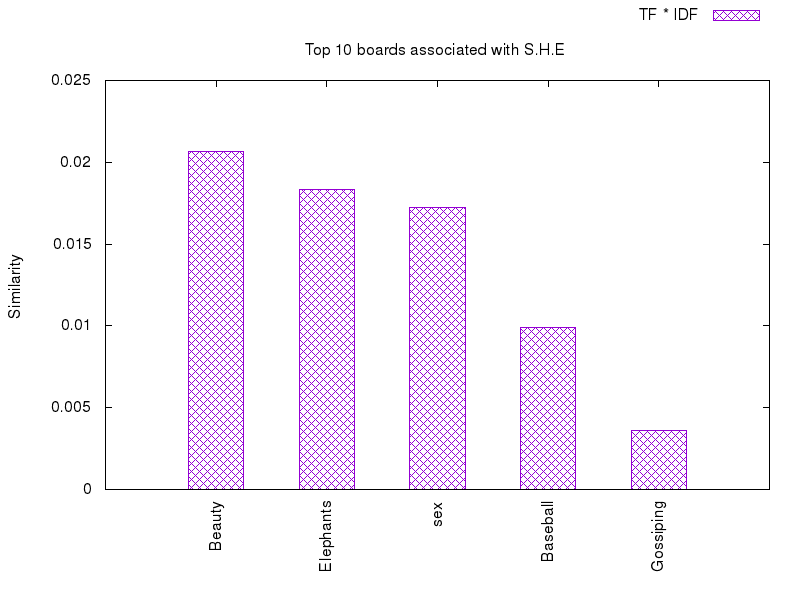 TF * IDF
Top 10 boards associated with S.H.E
Similarity
0.025
0.02
0.015
0.01
0.005
0
Beauty
Elephants
sex
Baseball
Gossiping